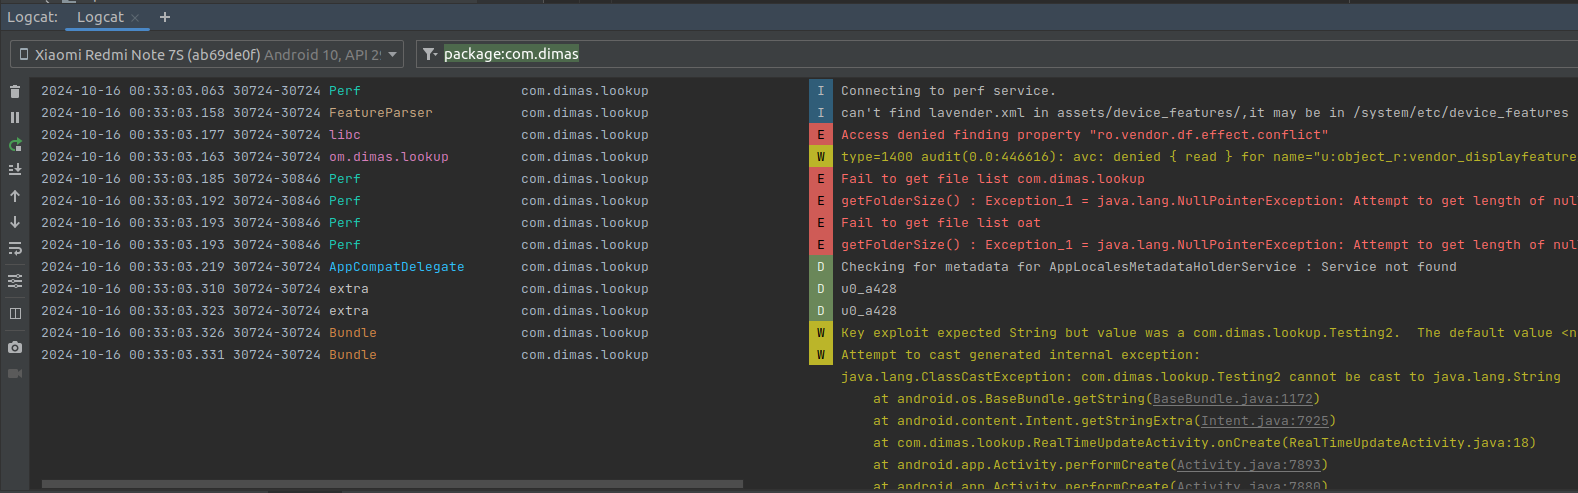 Logcat: Logcat × +
Xiaomi Redmi Note 7S (ab69de0f) Android 10, API 29 package:com.dimas
2024-10-16 00:33:03.063 30724-30724 Perf com.dimas.lookup I Connecting to perf service.
2024-10-16 00:33:03.158 30724-30724 FeatureParser com.dimas.lookup I can't find lavender.xml in assets/device_features/,it may be in /system/etc/device_features
2024-10-16 00:33:03.177 30724-30724 libc com.dimas.lookup E Access denied finding property "ro.vendor.df.effect.conflict"
2024-10-16 00:33:03.163 30724-30724 om.dimas.lookup com.dimas.lookup W type=1400 audit(0.0:446616): avc: denied { read } for name="u:object_r:vendor_displayfeature
2024-10-16 00:33:03.185 30724-30846 Perf com.dimas.lookup E Fail to get file list com.dimas.lookup
2024-10-16 00:33:03.192 30724-30846 Perf com.dimas.lookup E getFolderSize() : Exception_1 = java.lang.NullPointerException: Attempt to get length of nul
2024-10-16 00:33:03.193 30724-30846 Perf com.dimas.lookup E Fail to get file list oat
2024-10-16 00:33:03.193 30724-30846 Perf com.dimas.lookup E getFolderSize() : Exception_1 = java.lang.NullPointerException: Attempt to get length of nul
2024-10-16 00:33:03.219 30724-30724 AppCompatDelegate com.dimas.lookup D Checking for metadata for AppLocalesMetadataHolderService : Service not found
2024-10-16 00:33:03.310 30724-30724 extra com.dimas.lookup D u0_a428
2024-10-16 00:33:03.323 30724-30724 extra com.dimas.lookup D u0_a428
2024-10-16 00:33:03.326 30724-30724 Bundle com.dimas.lookup W Key exploit expected String but value was a com.dimas.lookup.Testing2.  The default value <n
2024-10-16 00:33:03.331 30724-30724 Bundle com.dimas.lookup W Attempt to cast generated internal exception:
java.lang.ClassCastException: com.dimas.lookup.Testing2 cannot be cast to java.lang.String
at android.os.BaseBundle.getString(BaseBundle.java:1172)
at android.content.Intent.getStringExtra(Intent.java:7925)
at com.dimas.lookup.RealTimeUpdateActivity.onCreate(RealTimeUpdateActivity.java:18)
at android.app.Activity.performCreate(Activity.java:7893)
at android.app.Activity.performCreate(Activity.java:7880)